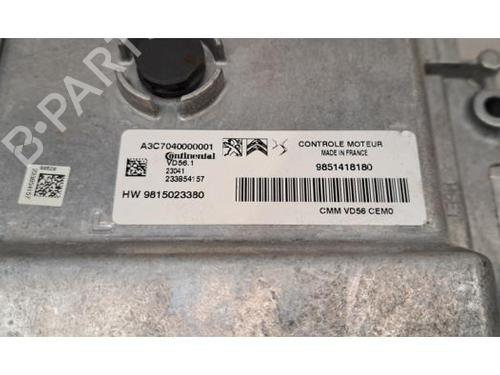 B-PARTS
A3C7040000001
Continental
VD56.1
23041
233854157
HW 9815023380
CONTROLE MOTEUR
MADE IN FRANCE
9851418180
CMM VD56 CEM0